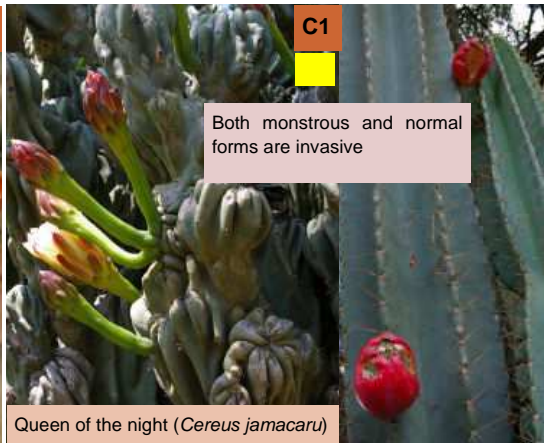 C1
Both monstrous and normal
forms are invasive
Queen of the night (Cereus jamacaru)